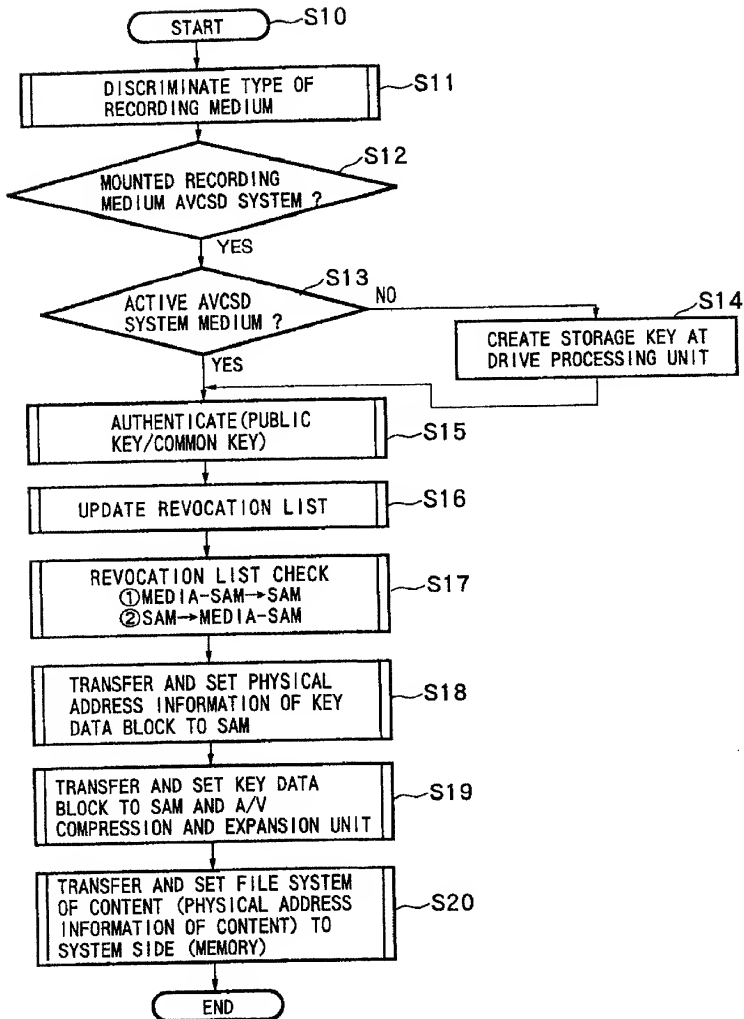 START
S10
DISCRIMINATE TYPE OF
RECORDING MEDIUM
S11
S12
MOUNTED RECORDING
MEDIUM AVCSD SYSTEM ?
YES
S13
ACTIVE AVCSD
SYSTEM MEDIUM ?
NO
S14
CREATE STORAGE KEY AT
DRIVE PROCESSING UNIT
YES
AUTHENTICATE(PUBLIC
KEY/COMMON KEY)
S15
UPDATE REVOCATION LIST
S16
REVOCATION LIST CHECK
①MEDIA-SAM→SAM
②SAM→MEDIA-SAM
S17
TRANSFER AND SET PHYSICAL
ADDRESS INFORMATION OF KEY
DATA BLOCK TO SAM
S18
TRANSFER AND SET KEY DATA
BLOCK TO SAM AND A/V
COMPRESSION AND EXPANSION UNIT
S19
TRANSFER AND SET FILE SYSTEM
OF CONTENT (PHYSICAL ADDRESS
INFORMATION OF CONTENT) TO
SYSTEM SIDE (MEMORY)
S20
END